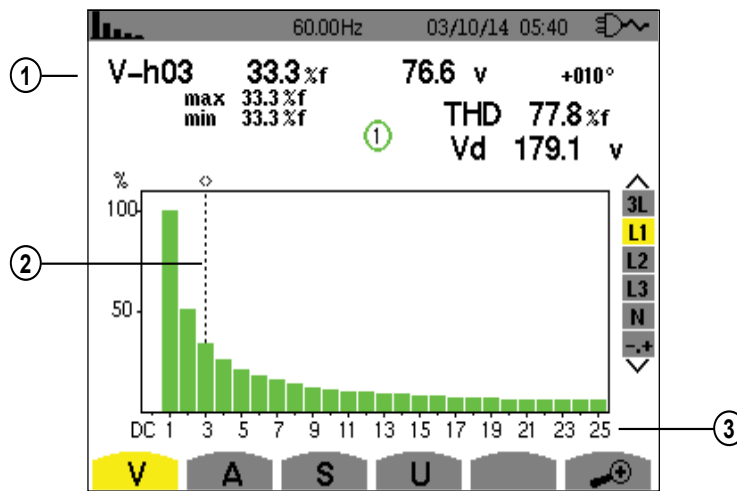 60.00Hz 03/10/14 05:40
1 V-h03 33.3 %f 76.6 v +010°
max 33.3 %f
min 33.3 %f
1
THD 77.8 %f
Vd 179.1 v
%
100
50
2
3L
L1
L2
L3
N
-.+
DC 1 3 5 7 9 11 13 15 17 19 21 23 25
3
V A S U